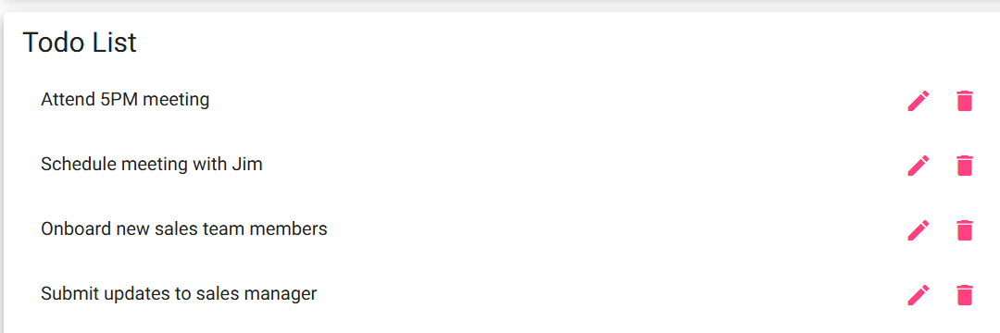 Todo List
Attend 5PM meeting
Schedule meeting with Jim
Onboard new sales team members
Submit updates to sales manager